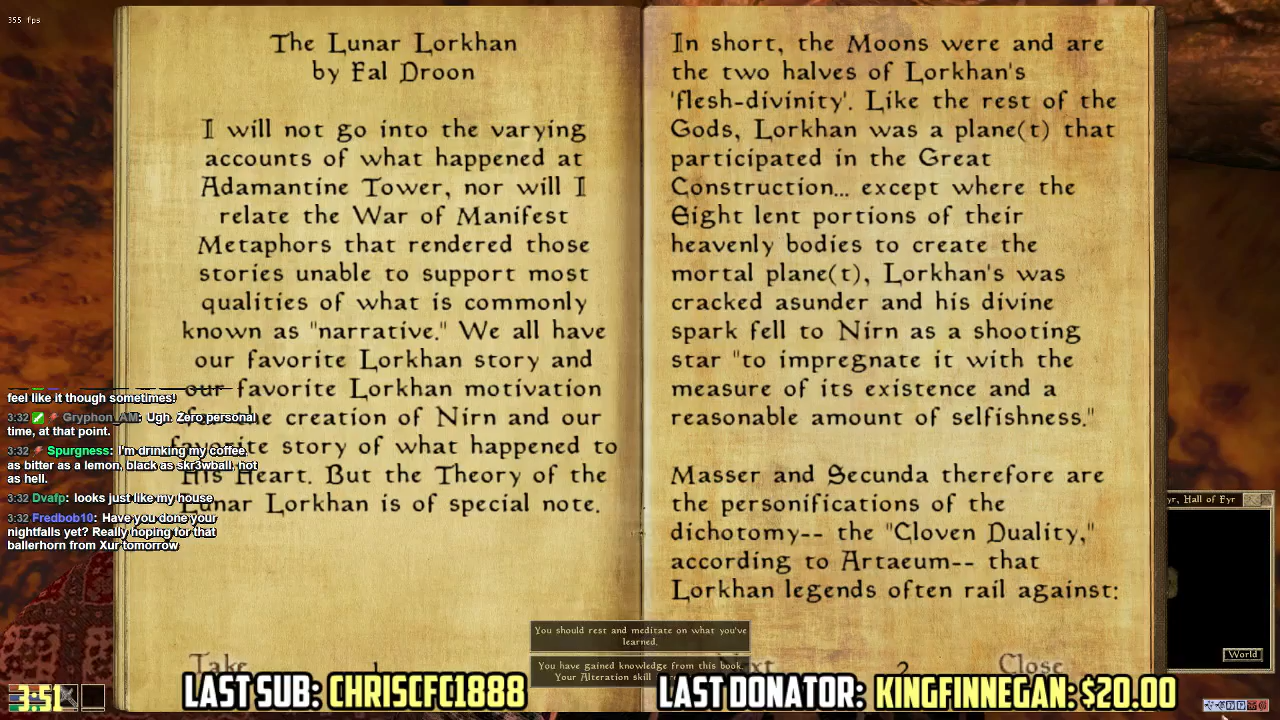 355 fps
The Lunar Lorkhan
by Fal Droon
I will not go into the varying
accounts of what happened at
Adamantine Tower, nor will I
relate the War of Manifest
Metaphors that rendered those
stories unable to support most
qualities of what is commonly
known as "narrative." We all have
our favorite Lorkhan story and
our favorite Lorkhan motivation
the creation of Nirn and our
favorite story of what happened to
His Heart. But the Theory of the
Lunar Lorkhan is of special note.
Take
In short, the Moons were and are
the two halves of Lorkhan's
'flesh-divinity'. Like the rest of the
Gods, Lorkhan was a plane(t) that
participated in the Great
Construction... except where the
Eight lent portions of their
heavenly bodies to create the
mortal plane(t), Lorkhan's was
cracked asunder and his divine
spark fell to Nirn as a shooting
star "to impregnate it with the
measure of its existence and a
reasonable amount of selfishness."
Masser and Secunda therefore are
the personifications of the
dichotomy-- the "Cloven Duality,"
according to Artaeum-- that
Lorkhan legends often rail against:
2
Close
feel like it though sometimes!
3:32 Gryphon_AM: Ugh. Zero personal
time, at that point.
3:32 Spurgness: I'm drinking my coffee,
as bitter as a lemon, black as skr3wball, hot
as hell.
3:32 Dvafp: looks just like my house
3:32 Fredbob10: Have you done your
nightfalls yet? Really hoping for that
ballerhorn from Xur tomorrow
You should rest and meditate on what you've
learned.
You have gained knowledge from this book.
Your Alteration skill
yr, Hall of Fyr
World
3:51
LAST SUB: CHRISCFC1888
LAST DONATOR: KINGFINNEGAN: $20.00